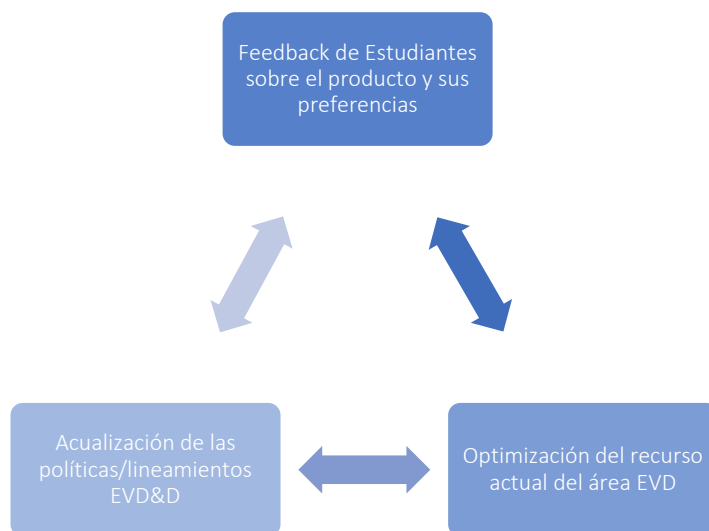 Feedback de Estudiantes
sobre el producto y sus
preferencias
Acualización de las
políticas/lineamientos
EVD&D
Optimización del recurso
actual del área EVD